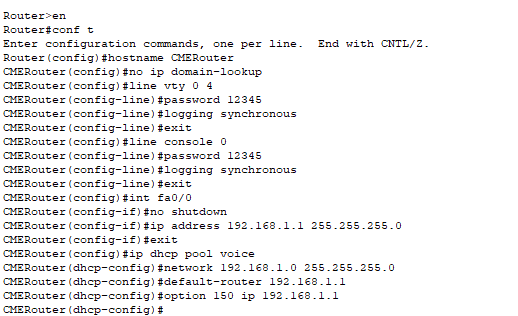 Router>en
Router#conf t
Enter configuration commands, one per line.  End with CNTL/Z.
Router(config)#hostname CMERouter
CMERouter(config)#no ip domain-lookup
CMERouter(config)#line vty 0 4
CMERouter(config-line)#password 12345
CMERouter(config-line)#logging synchronous
CMERouter(config-line)#exit
CMERouter(config)#line console 0
CMERouter(config-line)#password 12345
CMERouter(config-line)#logging synchronous
CMERouter(config-line)#exit
CMERouter(config)#int fa0/0
CMERouter(config-if)#no shutdown
CMERouter(config-if)#ip address 192.168.1.1 255.255.255.0
CMERouter(config-if)#exit
CMERouter(config)#ip dhcp pool voice
CMERouter(dhcp-config)#network 192.168.1.0 255.255.255.0
CMERouter(dhcp-config)#default-router 192.168.1.1
CMERouter(dhcp-config)#option 150 ip 192.168.1.1
CMERouter(dhcp-config)#